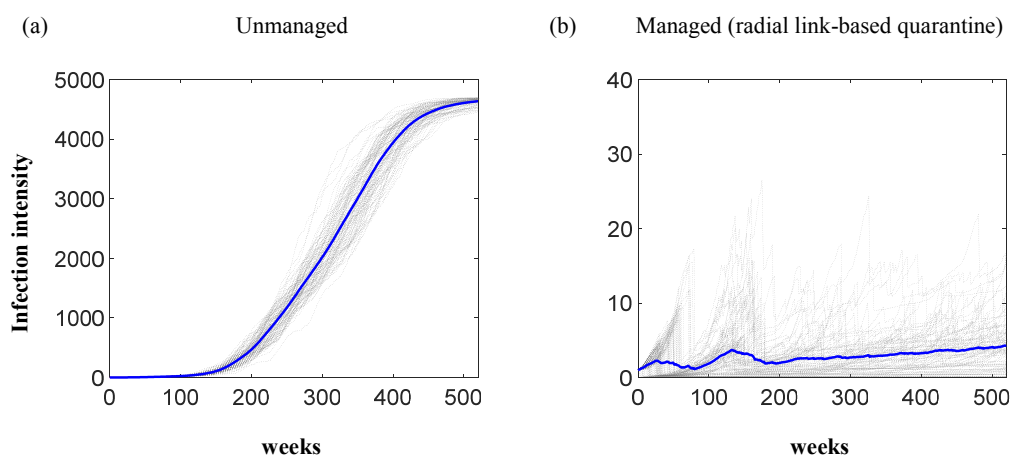 (a) Unmanaged
(b) Managed (radial link-based quarantine)
Infection intensity
5000
4000
3000
2000
1000
0
0 100 200 300 400 500
weeks
40
30
20
10
0
0 100 200 300 400 500
weeks